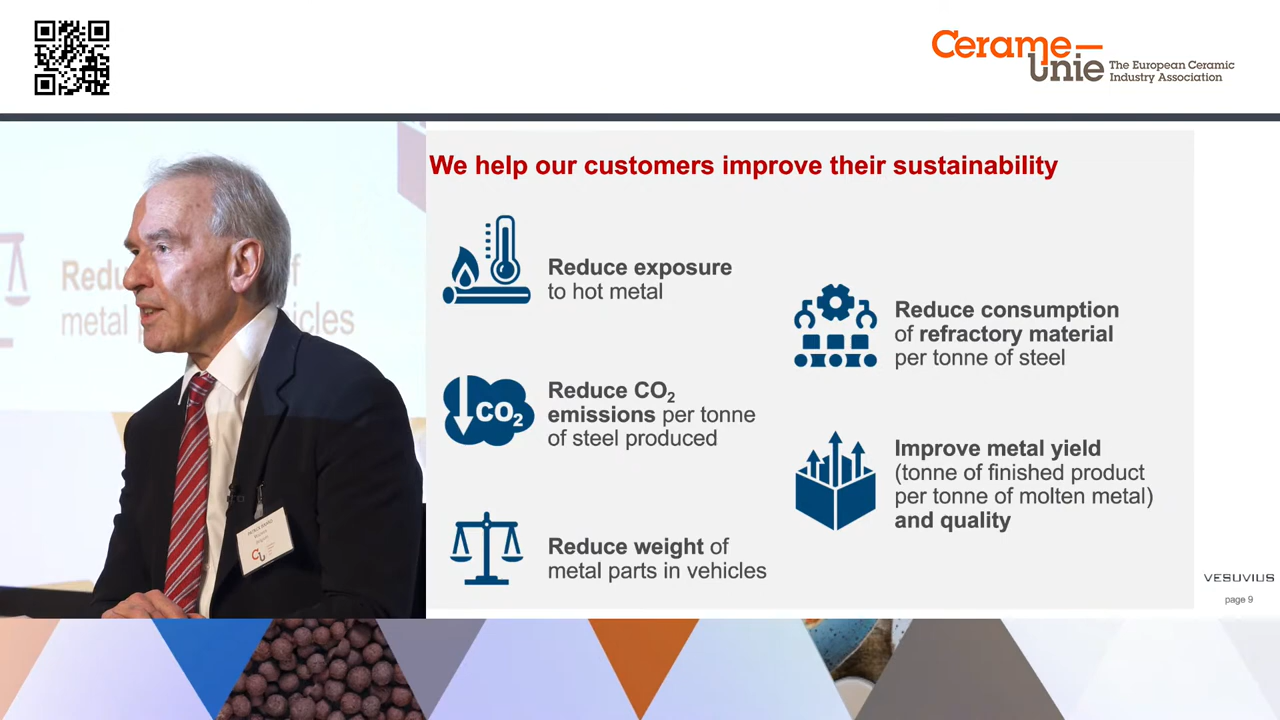 Cerame—
Unie
The European Ceramic
Industry Association
We help our customers improve their sustainability
Reduce exposure
to hot metal
Reduce CO₂
emissions per tonne
of steel produced
CO₂
Reduce weight of
metal parts in vehicles
Reduce consumption
of refractory material
per tonne of steel
Improve metal yield
(tonne of finished product
per tonne of molten metal)
and quality
VESUVIUS
page 9